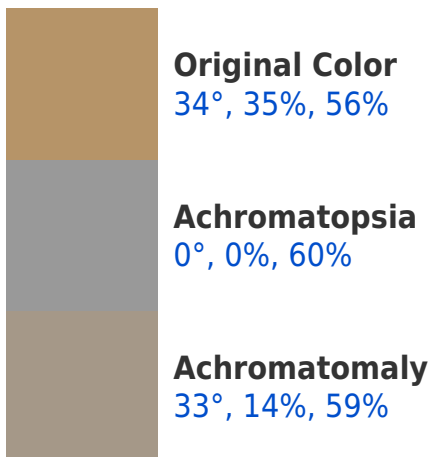 Original Color
34°, 35%, 56%
Achromatopsia
0°, 0%, 60%
Achromatomaly
33°, 14%, 59%